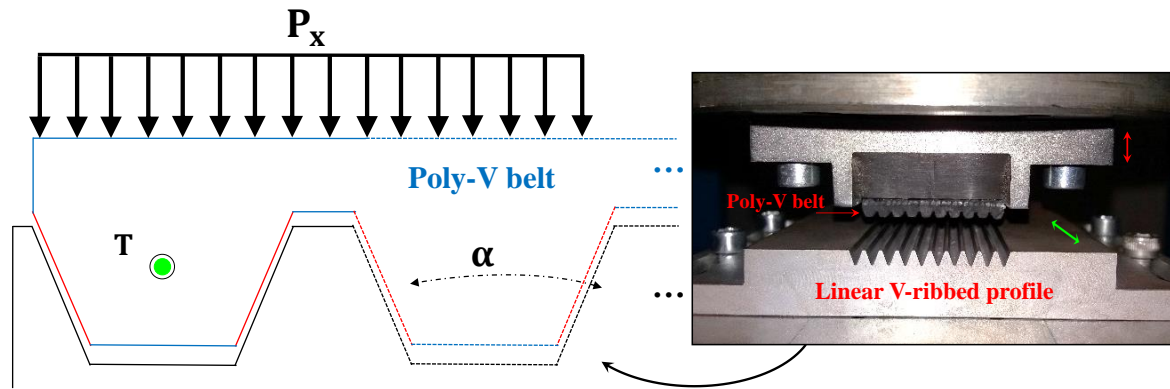 Pₓ
Poly-V belt
...
T
α
...
Poly-V belt
Linear V-ribbed profile